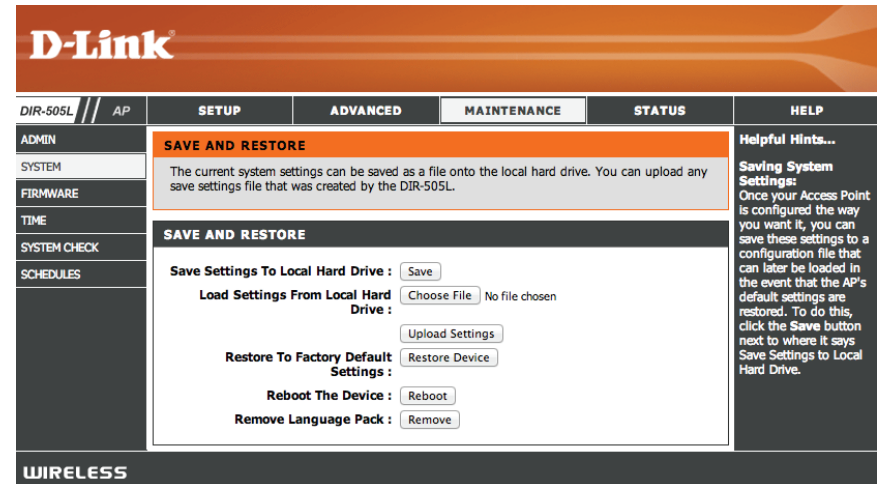 D-Link®
DIR-505L // AP
SETUP
ADVANCED
MAINTENANCE
STATUS
HELP
ADMIN
SYSTEM
FIRMWARE
TIME
SYSTEM CHECK
SCHEDULES
SAVE AND RESTORE
The current system settings can be saved as a file onto the local hard drive. You can upload any
save settings file that was created by the DIR-505L.
SAVE AND RESTORE
Save Settings To Local Hard Drive : Save
Load Settings From Local Hard Choose File No file chosen
Drive :
Upload Settings
Restore To Factory Default Restore Device
Settings :
Reboot The Device : Reboot
Remove Language Pack : Remove
Helpful Hints...
Saving System
Settings:
Once your Access Point
is configured the way
you want it, you can
save these settings to a
configuration file that
can later be loaded in
the event that the AP's
default settings are
restored. To do this,
click the Save button
next to where it says
Save Settings to Local
Hard Drive.
WIRELESS